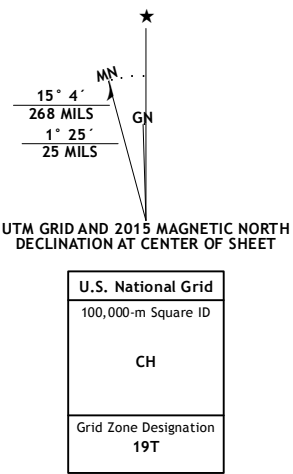 ★
MN
15° 4´
268 MILS
GN
1° 25´
25 MILS
UTM GRID AND 2015 MAGNETIC NORTH
DECLINATION AT CENTER OF SHEET
U.S. National Grid
100,000-m Square ID
CH
Grid Zone Designation
19T